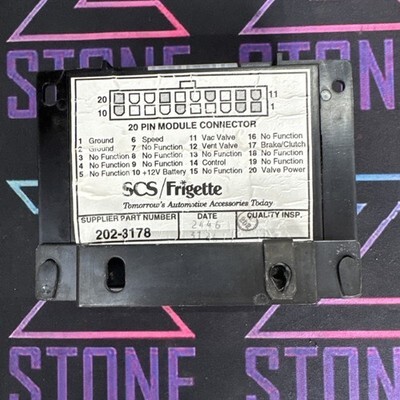 STONE STONE
20 11
10 1
20 PIN MODULE CONNECTOR
1 Ground 6 Speed 11 Vac Valve 16 No Function
2 Ground 7 No Function 12 Vent Valve 17 Brake/Clutch
3 No Function 8 No Function 13 No Function 18 No Function
4 No Function 9 No Function 14 Control 19 No Function
5 No Function 10 +12V Battery 15 No Function 20 Valve Power
SCS/Frigette
Tomorrow's Automotive Accessories Today
SUPPLIER PART NUMBER DATE QUALITY INSP.
202-3178 2446
STONE STONE